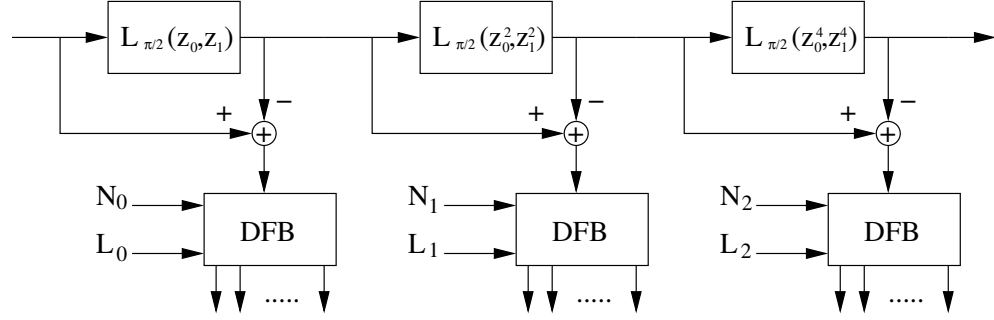 L π/2 (z₀,z₁)
L π/2 (z₀²,z₁²)
L π/2 (z₀⁴,z₁⁴)
+ −
+ −
+ −
+
+
+
N₀
N₁
N₂
L₀
DFB
L₁
DFB
L₂
DFB
.....
.....
.....